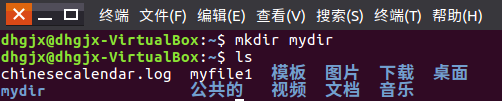 终端 文件(F) 编辑(E) 查看(V) 搜索(S) 终端(T) 帮助(H)
dhgjx@dhgjx-VirtualBox:~$ mkdir mydir
dhgjx@dhgjx-VirtualBox:~$ ls
chinesecalendar.log myfile1 模板 图片 下载 桌面
mydir 公共的 视频 文档 音乐